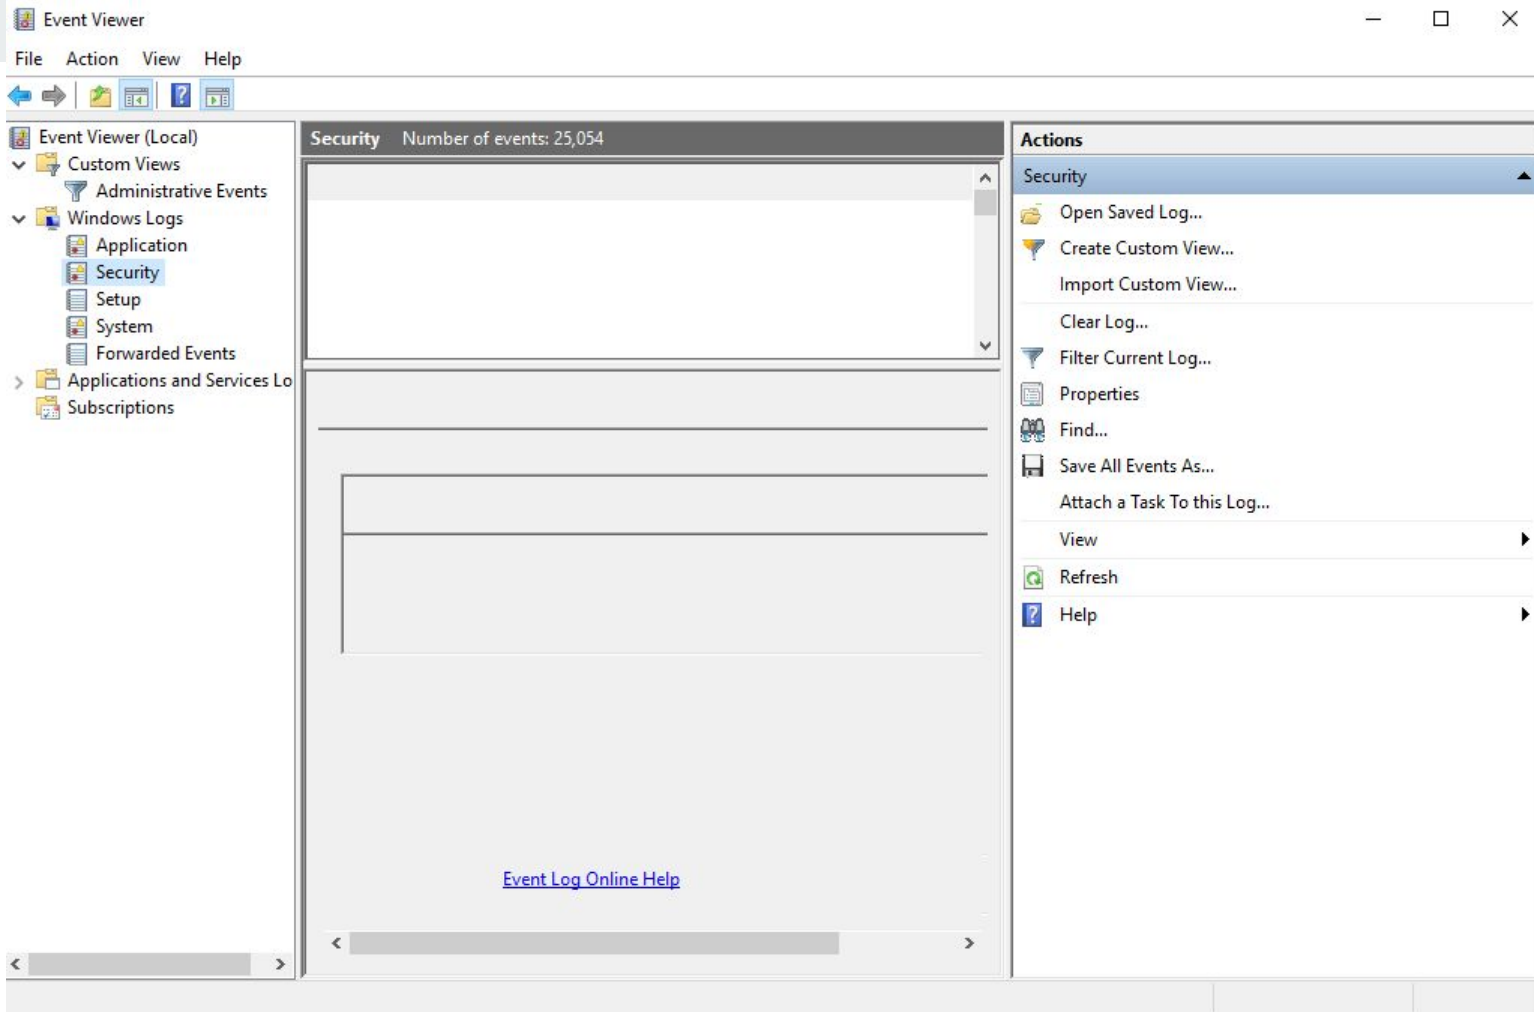 Event Viewer
File Action View Help
Event Viewer (Local)
Custom Views
Administrative Events
Windows Logs
Application
Security
Setup
System
Forwarded Events
Applications and Services Lo
Subscriptions
Security Number of events: 25,054
Event Log Online Help
Actions
Security
Open Saved Log...
Create Custom View...
Import Custom View...
Clear Log...
Filter Current Log...
Properties
Find...
Save All Events As...
Attach a Task To this Log...
View
Refresh
Help